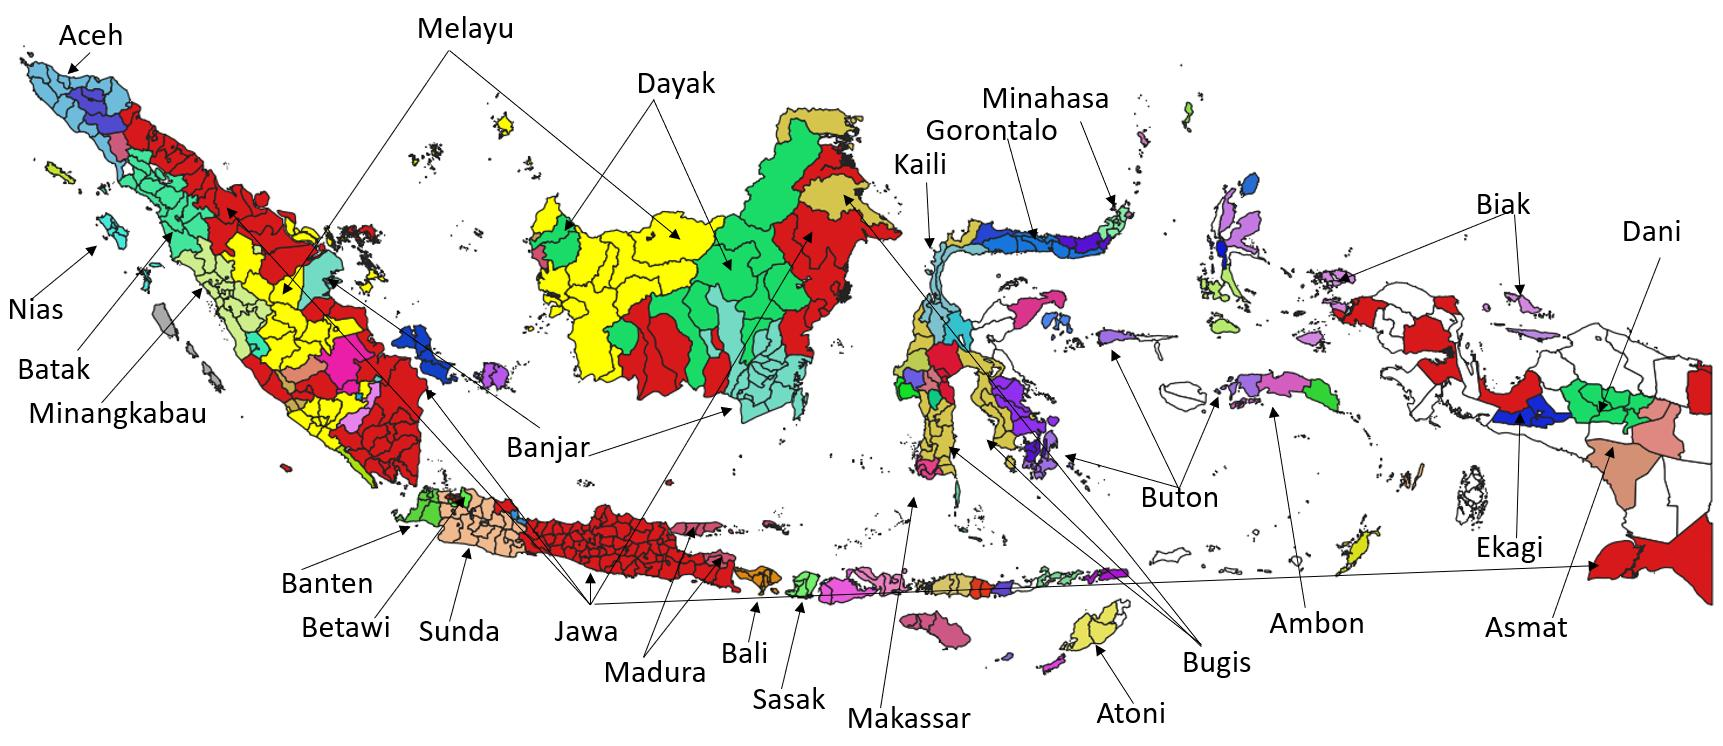 Aceh
Melayu
Dayak
Minahasa
Gorontalo
Kaili
Biak
Dani
Nias
Batak
Minangkabau
Banjar
Buton
Ekagi
Banten
Betawi
Sunda
Jawa
Madura
Bali
Sasak
Makassar
Bugis
Atoni
Ambon
Asmat